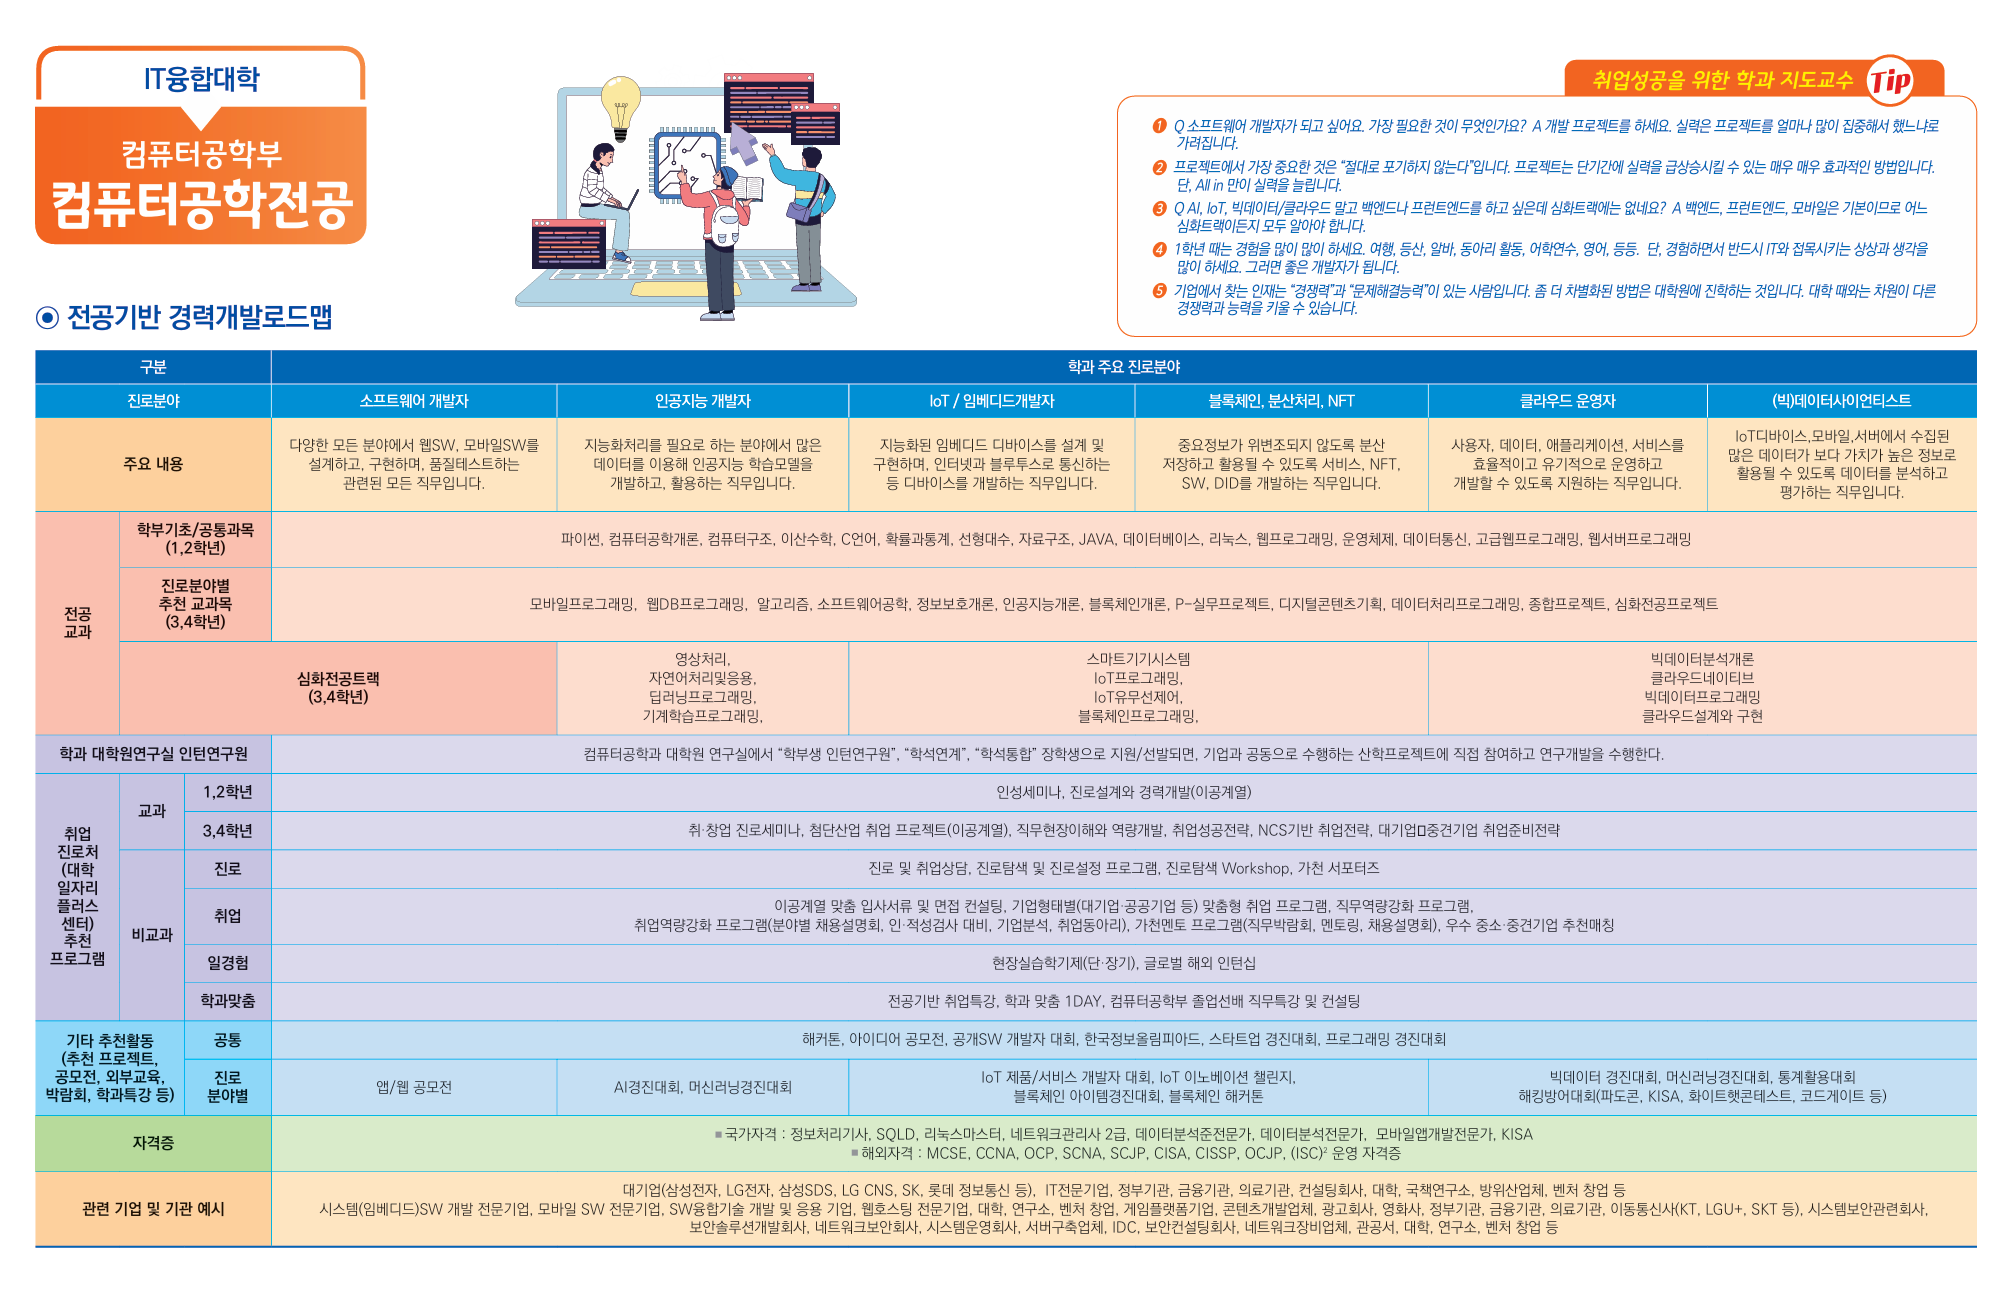 IT융합대학
컴퓨터공학부
컴퓨터공학전공
취업성공을 위한 학과 지도교수 Tip
1 Q 소프트웨어 개발자가 되고 싶어요. 가장 필요한 것이 무엇인가요? A 개발 프로젝트를 하세요. 실력은 프로젝트를 얼마나 많이 집중해서 했느냐로
가려집니다.
2 프로젝트에서 가장 중요한 것은 “절대로 포기하지 않는다”입니다. 프로젝트는 단기간에 실력을 급상승시킬 수 있는 매우 매우 효과적인 방법입니다.
단, All in 만이 실력을 늘립니다.
3 Q AI, IoT, 빅데이터/클라우드 말고 백엔드나 프런트엔드를 하고 싶은데 심화트랙에는 없네요? A 백엔드, 프런트엔드, 모바일은 기본이므로 어느
심화트랙이든지 모두 알아야 합니다.
4 1학년 때는 경험을 많이 많이 하세요. 여행, 등산, 알바, 동아리 활동, 어학연수, 영어, 등등. 단, 경험하면서 반드시 IT와 접목시키는 상상과 생각을
많이 하세요. 그러면 좋은 개발자가 됩니다.
5 기업에서 찾는 인재는 “경쟁력”과 “문제해결능력”이 있는 사람입니다. 좀 더 차별화된 방법은 대학원에 진학하는 것입니다. 대학 때와는 차원이 다른
경쟁력과 능력을 키울 수 있습니다.
전공기반 경력개발로드맵
구분
학과 주요 진로분야
진로분야
소프트웨어 개발자
인공지능 개발자
IoT / 임베디드개발자
블록체인, 분산처리, NFT
클라우드 운영자
(빅)데이터사이언티스트
주요 내용
다양한 모든 분야에서 웹SW, 모바일SW를
설계하고, 구현하며, 품질테스트하는
관련된 모든 직무입니다.
지능화처리를 필요로 하는 분야에서 많은
데이터를 이용해 인공지능 학습모델을
개발하고, 활용하는 직무입니다.
지능화된 임베디드 디바이스를 설계 및
구현하며, 인터넷과 블루투스로 통신하는
등 디바이스를 개발하는 직무입니다.
중요정보가 위변조되지 않도록 분산
저장하고 활용될 수 있도록 서비스, NFT,
SW, DID를 개발하는 직무입니다.
사용자, 데이터, 애플리케이션, 서비스를
효율적이고 유기적으로 운영하고
개발할 수 있도록 지원하는 직무입니다.
IoT디바이스,모바일,서버에서 수집된
많은 데이터가 보다 가치가 높은 정보로
활용될 수 있도록 데이터를 분석하고
평가하는 직무입니다.
전공
교과
학부기초/공통과목
(1,2학년)
파이썬, 컴퓨터공학개론, 컴퓨터구조, 이산수학, C언어, 확률과통계, 선형대수, 자료구조, JAVA, 데이터베이스, 리눅스, 웹프로그래밍, 운영체제, 데이터통신, 고급웹프로그래밍, 웹서버프로그래밍
진로분야별
추천 교과목
(3,4학년)
모바일프로그래밍, 웹DB프로그래밍, 알고리즘, 소프트웨어공학, 정보보호개론, 인공지능개론, 블록체인개론, P-실무프로젝트, 디지털콘텐츠기획, 데이터처리프로그래밍, 종합프로젝트, 심화전공프로젝트
심화전공트랙
(3,4학년)
영상처리,
자연어처리및응용,
딥러닝프로그래밍,
기계학습프로그래밍,
스마트기기시스템
IoT프로그래밍,
IoT유무선제어,
블록체인프로그래밍,
빅데이터분석개론
클라우드네이티브
빅데이터프로그래밍
클라우드설계와 구현
학과 대학원연구실 인턴연구원
컴퓨터공학과 대학원 연구실에서 “학부생 인턴연구원”, “학석연계”, “학석통합” 장학생으로 지원/선발되면, 기업과 공동으로 수행하는 산학프로젝트에 직접 참여하고 연구개발을 수행한다.
취업
진로처
(대학
일자리
플러스
센터)
추천
프로그램
교과
1,2학년
인성세미나, 진로설계와 경력개발(이공계열)
3,4학년
취·창업 진로세미나, 첨단산업 취업 프로젝트(이공계열), 직무현장이해와 역량개발, 취업성공전략, NCS기반 취업전략, 대기업▯중견기업 취업준비전략
비교과
진로
진로 및 취업상담, 진로탐색 및 진로설정 프로그램, 진로탐색 Workshop, 가천 서포터즈
취업
이공계열 맞춤 입사서류 및 면접 컨설팅, 기업형태별(대기업·공공기업 등) 맞춤형 취업 프로그램, 직무역량강화 프로그램,
취업역량강화 프로그램(분야별 채용설명회, 인·적성검사 대비, 기업분석, 취업동아리), 가천멘토 프로그램(직무박람회, 멘토링, 채용설명회), 우수 중소·중견기업 추천매칭
일경험
현장실습학기제(단·장기), 글로벌 해외 인턴십
학과맞춤
전공기반 취업특강, 학과 맞춤 1DAY, 컴퓨터공학부 졸업선배 직무특강 및 컨설팅
기타 추천활동
(추천 프로젝트,
공모전, 외부교육,
박람회, 학과특강 등)
공통
해커톤, 아이디어 공모전, 공개SW 개발자 대회, 한국정보올림피아드, 스타트업 경진대회, 프로그래밍 경진대회
진로
분야별
앱/웹 공모전
AI경진대회, 머신러닝경진대회
IoT 제품/서비스 개발자 대회, IoT 이노베이션 챌린지,
블록체인 아이템경진대회, 블록체인 해커톤
빅데이터 경진대회, 머신러닝경진대회, 통계활용대회
해킹방어대회(파도콘, KISA, 화이트햇콘테스트, 코드게이트 등)
자격증
■ 국가자격 : 정보처리기사, SQLD, 리눅스마스터, 네트워크관리사 2급, 데이터분석준전문가, 데이터분석전문가, 모바일앱개발전문가, KISA
■ 해외자격 : MCSE, CCNA, OCP, SCNA, SCJP, CISA, CISSP, OCJP, (ISC)² 운영 자격증
관련 기업 및 기관 예시
대기업(삼성전자, LG전자, 삼성SDS, LG CNS, SK, 롯데 정보통신 등), IT전문기업, 정부기관, 금융기관, 의료기관, 컨설팅회사, 대학, 국책연구소, 방위산업체, 벤처 창업 등
시스템(임베디드)SW 개발 전문기업, 모바일 SW 전문기업, SW융합기술 개발 및 응용 기업, 웹호스팅 전문기업, 대학, 연구소, 벤처 창업, 게임플랫폼기업, 콘텐츠개발업체, 광고회사, 영화사, 정부기관, 금융기관, 의료기관, 이동통신사(KT, LGU+, SKT 등), 시스템보안관련회사,
보안솔루션개발회사, 네트워크보안회사, 시스템운영회사, 서버구축업체, IDC, 보안컨설팅회사, 네트워크장비업체, 관공서, 대학, 연구소, 벤처 창업 등